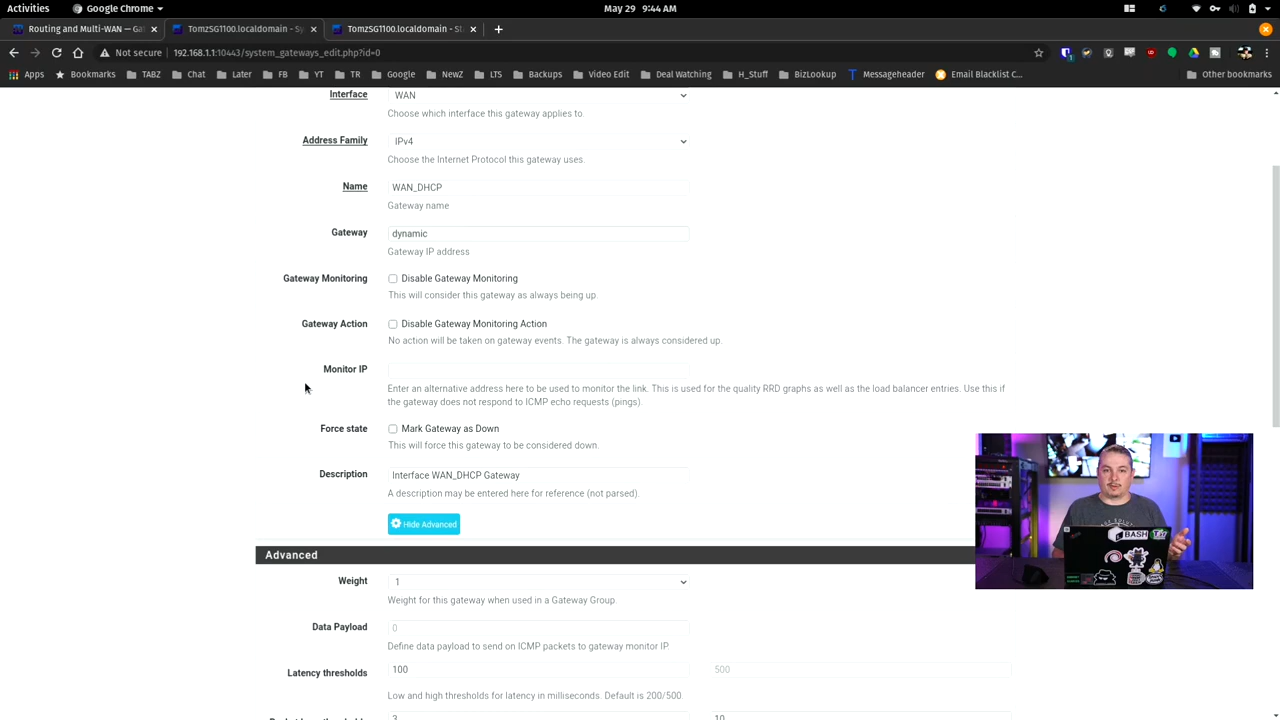 Activities
Google Chrome
May 29 9:44 AM
Routing and Multi-WAN — Gat
TomzSG1100.localdomain - Sy
TomzSG1100.localdomain - St
Not secure
192.168.1.1:10443/system_gateways_edit.php?id=0
Apps
Bookmarks
TABZ
Chat
Later
FB
YT
TR
Google
NewZ
LTS
Backups
Video Edit
Deal Watching
H_Stuff
BizLookup
Messageheader
Email Blacklist C...
Other bookmarks
Interface
WAN
Choose which interface this gateway applies to.
Address Family
IPv4
Choose the Internet Protocol this gateway uses.
Name
WAN_DHCP
Gateway name
Gateway
dynamic
Gateway IP address
Gateway Monitoring
Disable Gateway Monitoring
This will consider this gateway as always being up.
Gateway Action
Disable Gateway Monitoring Action
No action will be taken on gateway events. The gateway is always considered up.
Monitor IP
Enter an alternative address here to be used to monitor the link. This is used for the quality RRD graphs as well as the load balancer entries. Use this if
the gateway does not respond to ICMP echo requests (pings).
Force state
Mark Gateway as Down
This will force this gateway to be considered down.
Description
Interface WAN_DHCP Gateway
A description may be entered here for reference (not parsed).
Hide Advanced
Advanced
Weight
1
Weight for this gateway when used in a Gateway Group.
Data Payload
0
Define data payload to send on ICMP packets to gateway monitor IP.
Latency thresholds
100
500
Low and high thresholds for latency in milliseconds. Default is 200/500.
3
10
BASH